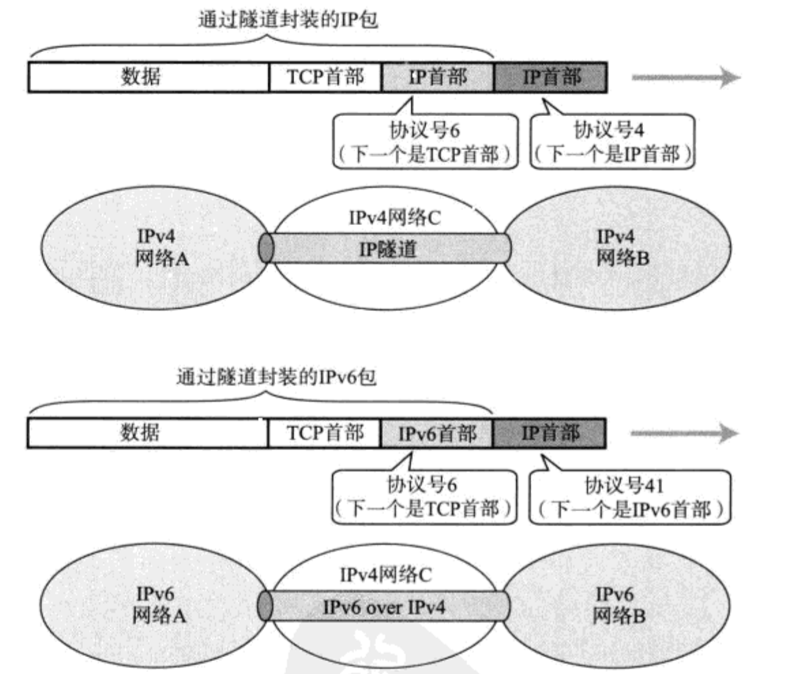 通过隧道封装的IP包
数据 TCP首部 IP首部 IP首部
协议号6
（下一个是TCP首部）
协议号4
（下一个是IP首部）
IPv4
网络A
IPv4网络C
IP隧道
IPv4
网络B
通过隧道封装的IPv6包
数据 TCP首部 IPv6首部 IP首部
协议号6
（下一个是TCP首部）
协议号41
（下一个是IPv6首部）
IPv6
网络A
IPv4网络C
IPv6 over IPv4
IPv6
网络B